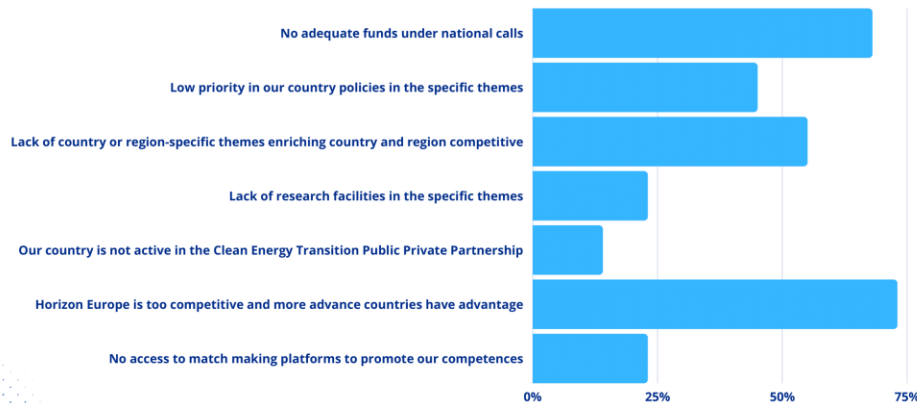 No adequate funds under national calls
Low priority in our country policies in the specific themes
Lack of country or region-specific themes enriching country and region competitive
Lack of research facilities in the specific themes
Our country is not active in the Clean Energy Transition Public Private Partnership
Horizon Europe is too competitive and more advance countries have advantage
No access to match making platforms to promote our competences
0% 25% 50% 75%